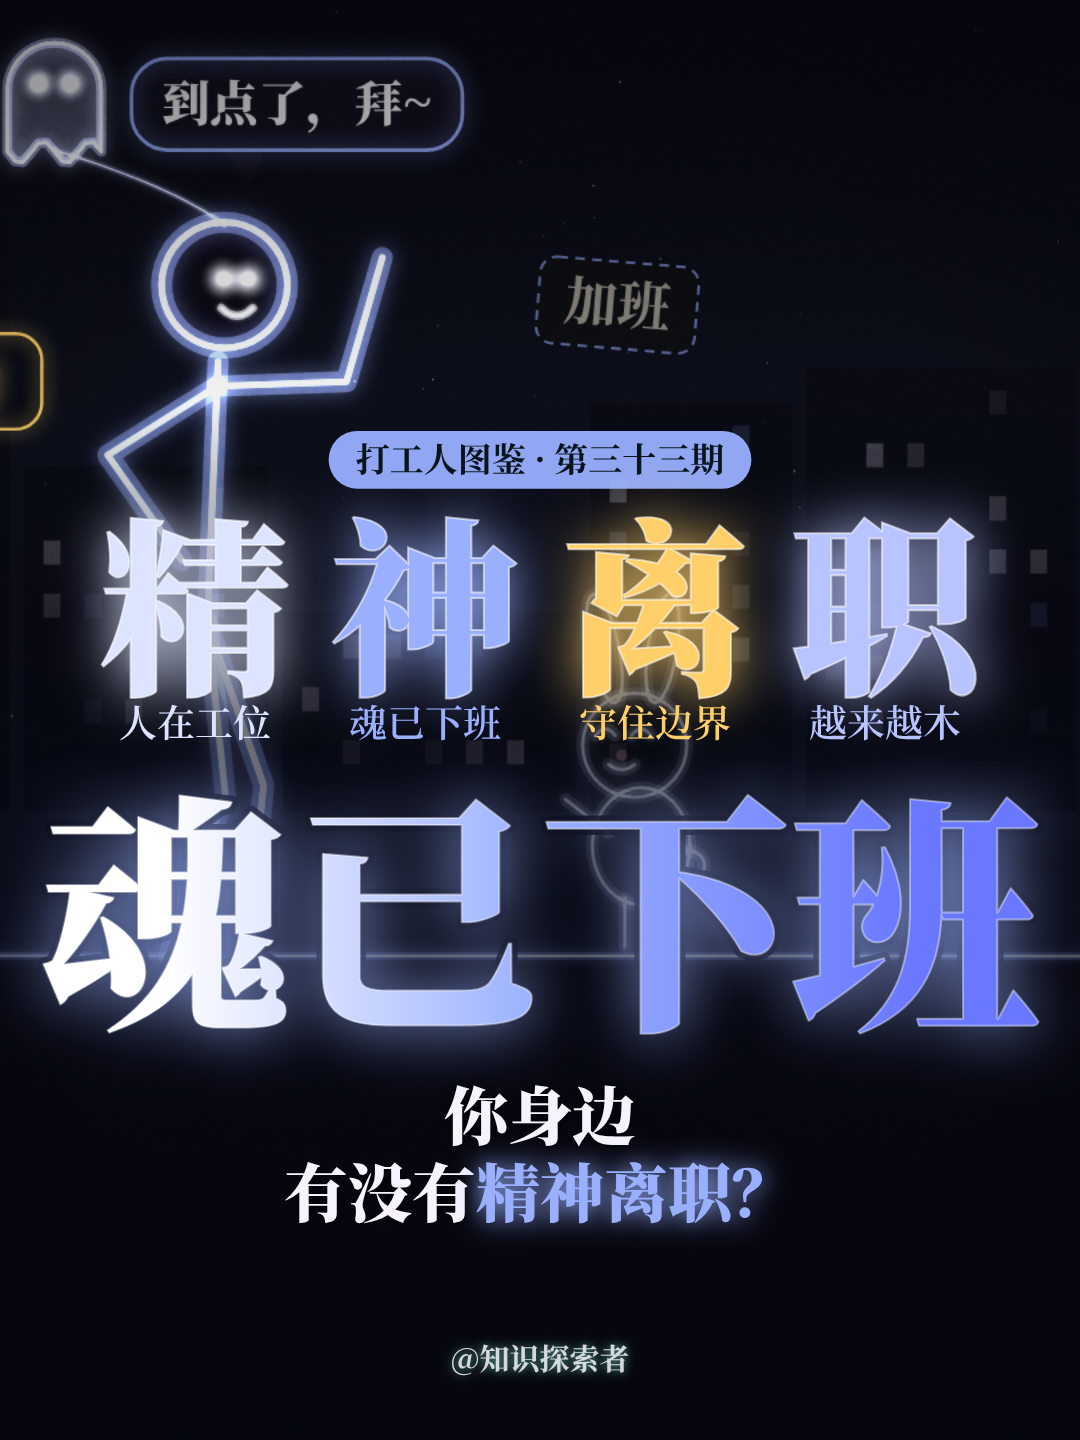 到点了，拜~
加班
打工人图鉴·第三十三期
精神离职
人在工位 魂已下班 守住边界 越来越木
魂已下班
你身边
有没有精神离职？
@知识探索者